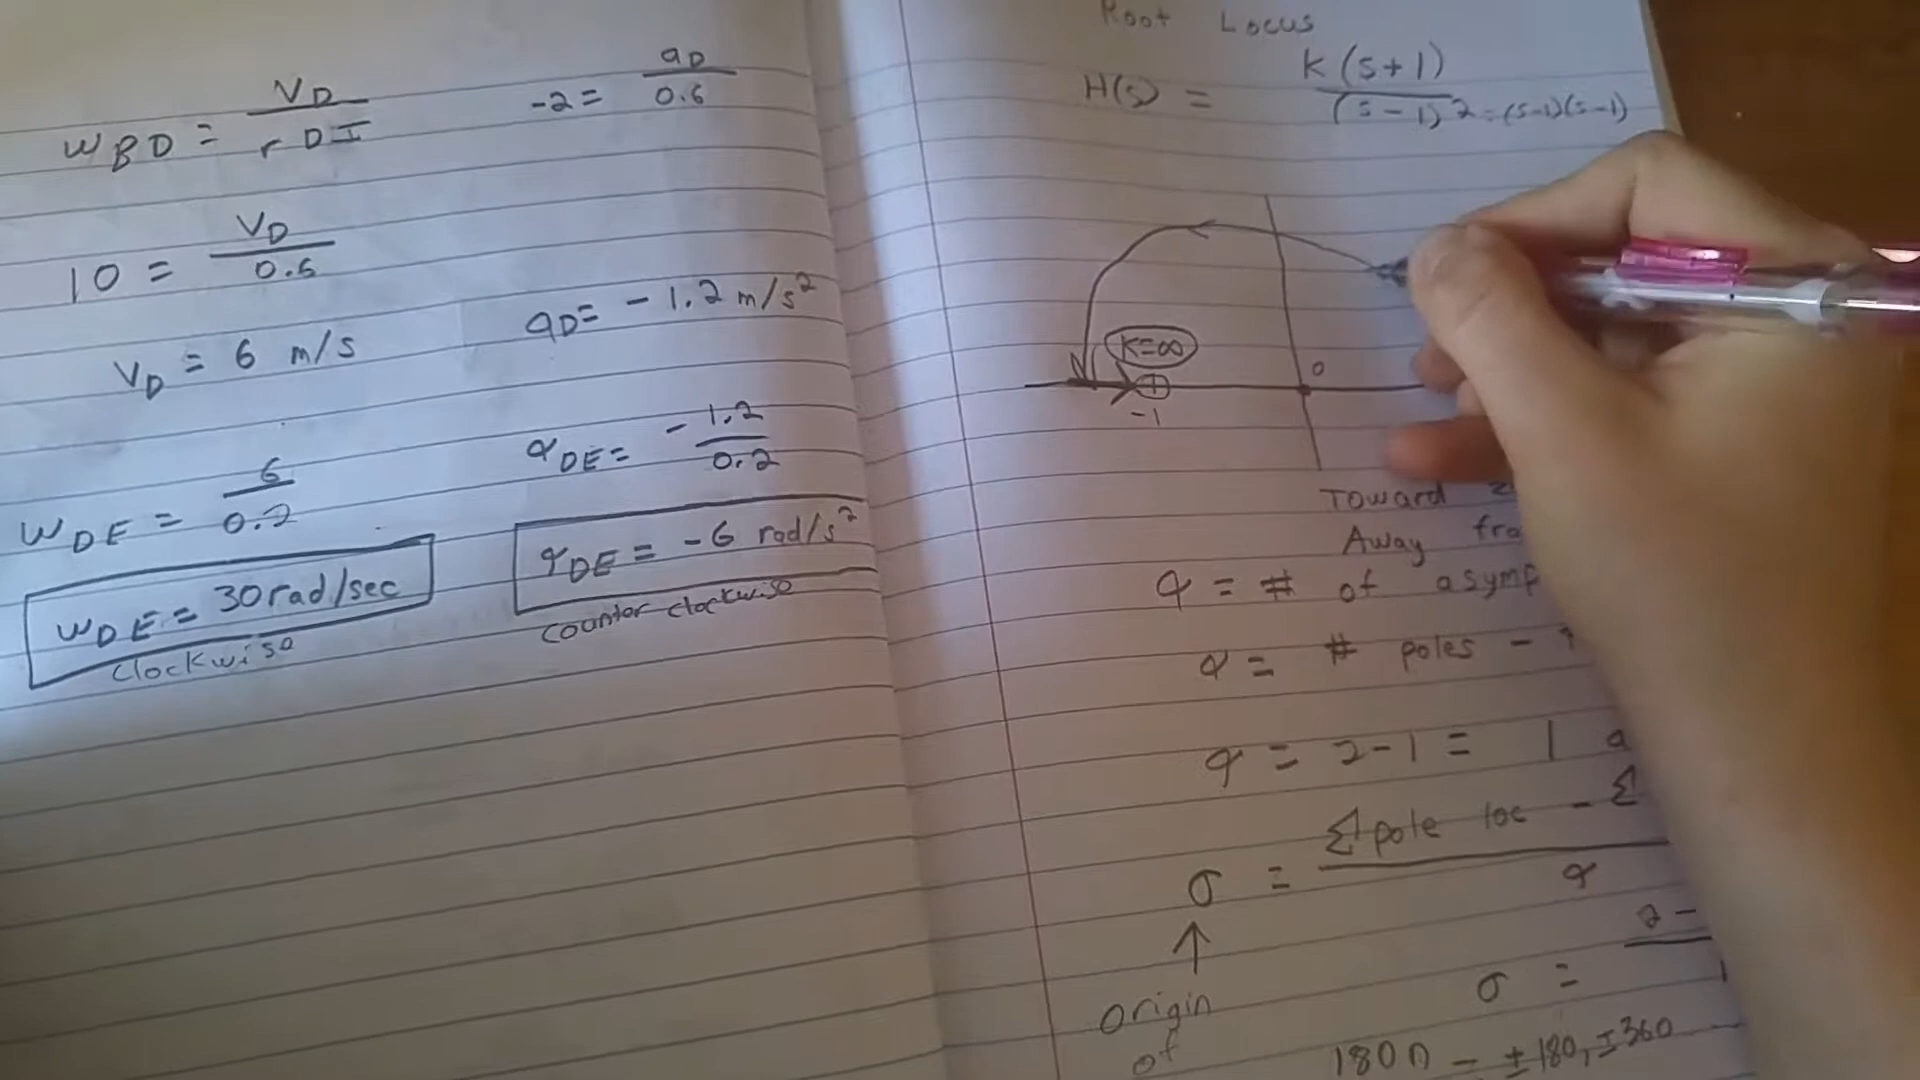 ω BD = VD / r DI
-2 = aD / 0.6
10 = VD / 0.6
VD = 6 m/s
aD = -1.2 m/s²
ωDE = 6 / 0.2
αDE = -1.2 / 0.2
ωDE = 30 rad/sec
clockwise
αDE = -6 rad/s²
counter clockwise
Root Locus
H(s) = K(s+1) / (s-1)² = (s-1)(s-1)
K=∞
0
-1
Toward
Away
q = # of
q = # poles -
q = 2-1 = 1
σ = Σ pole loc - Σ / q
σ = 2 -
↑
origin
of
180n = ±180, ±360